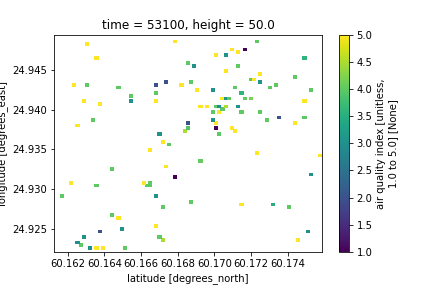 time = 53100, height = 50.0
24.945
24.940
24.935
24.930
24.925
longitude [degrees_east]
60.162 60.164 60.166 60.168 60.170 60.172 60.174
latitude [degrees_north]
5.0
4.5
4.0
3.5
3.0
2.5
2.0
1.5
1.0
air quality index [unitless,
1.0 to 5.0] [None]